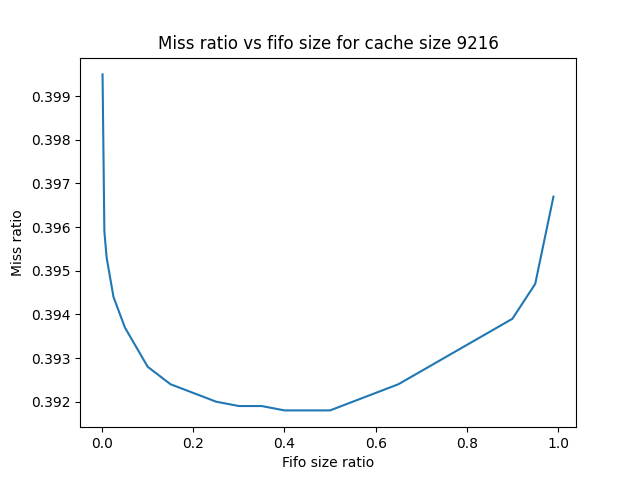 Miss ratio vs fifo size for cache size 9216
0.399
0.398
0.397
0.396
0.395
0.394
0.393
0.392
Miss ratio
0.0 0.2 0.4 0.6 0.8 1.0
Fifo size ratio